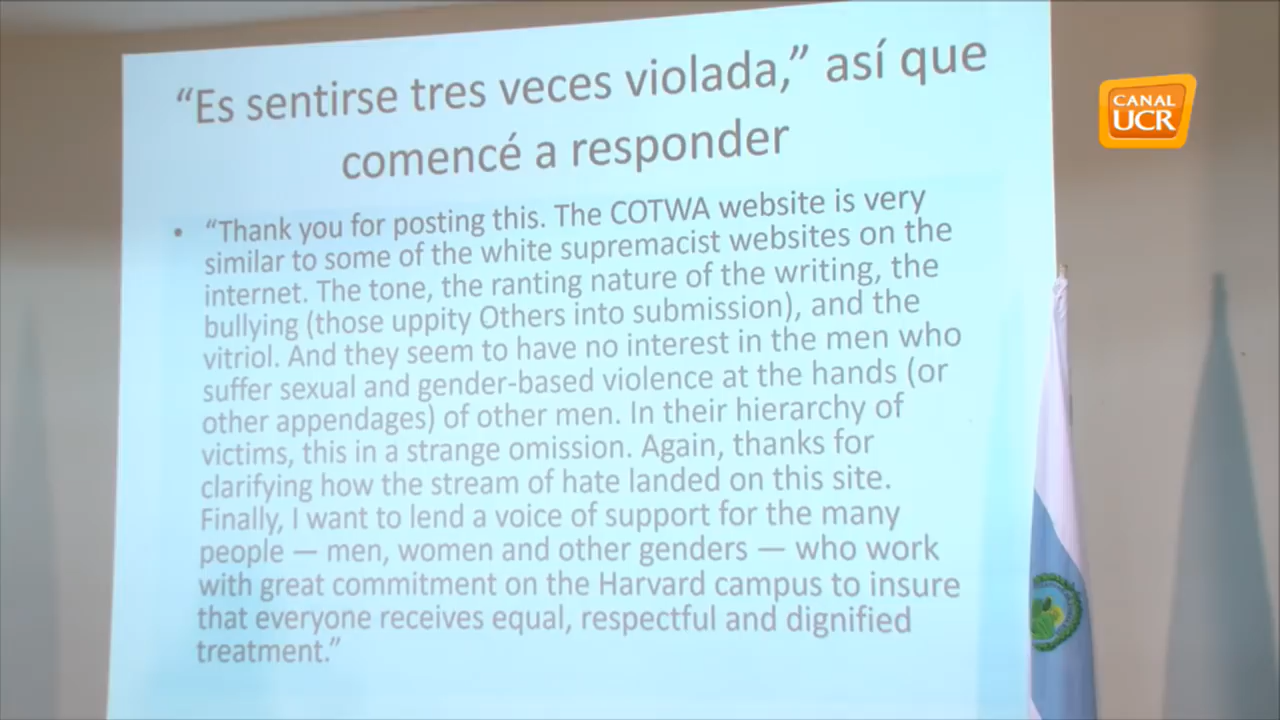 “Es sentirse tres veces violada,” así que
comencé a responder
• “Thank you for posting this. The COTWA website is very
similar to some of the white supremacist websites on the
internet. The tone, the ranting nature of the writing, the
bullying (those uppity Others into submission), and the
vitriol. And they seem to have no interest in the men who
suffer sexual and gender-based violence at the hands (or
other appendages) of other men. In their hierarchy of
victims, this in a strange omission. Again, thanks for
clarifying how the stream of hate landed on this site.
Finally, I want to lend a voice of support for the many
people — men, women and other genders — who work
with great commitment on the Harvard campus to insure
that everyone receives equal, respectful and dignified
treatment.”
CANAL
UCR